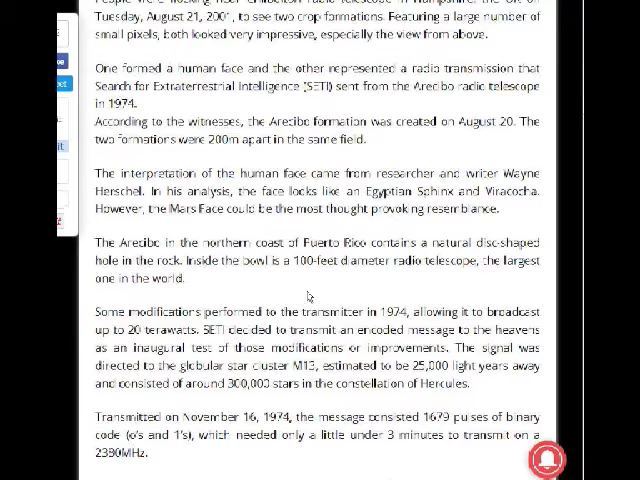 People were flocking near Chilbolton radio telescope in Hampshire, the UK on
Tuesday, August 21, 2001, to see two crop formations. Featuring a large number of
small pixels, both looked very impressive, especially the view from above.
One formed a human face and the other represented a radio transmission that
Search for Extraterrestrial Intelligence (SETI) sent from the Arecibo radio telescope
in 1974.
According to the witnesses, the Arecibo formation was created on August 20. The
two formations were 200m apart in the same field.
The interpretation of the human face came from researcher and writer Wayne
Herschel. In his analysis, the face looks like an Egyptian Sphinx and Viracocha.
However, the Mars Face could be the most thought provoking resemblance.
The Arecibo in the northern coast of Puerto Rico contains a natural disc-shaped
hole in the rock. Inside the bowl is a 100-feet diameter radio telescope, the largest
one in the world.
Some modifications performed to the transmitter in 1974, allowing it to broadcast
up to 20 terawatts. SETI decided to transmit an encoded message to the heavens
as an inaugural test of those modifications or improvements. The signal was
directed to the globular star cluster M13, estimated to be 25,000 light years away
and consisted of around 300,000 stars in the constellation of Hercules.
Transmitted on November 16, 1974, the message consisted 1679 pulses of binary
code (o's and 1's), which needed only a little under 3 minutes to transmit on a
2380MHz.